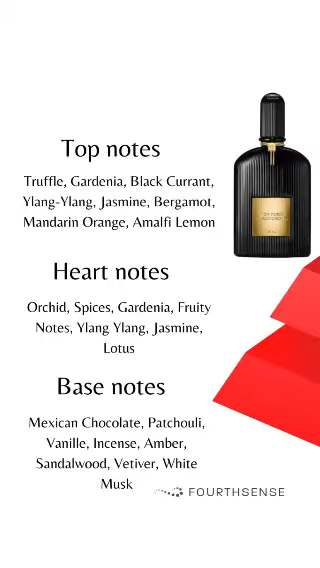 Top notes
Truffle, Gardenia, Black Currant,
Ylang-Ylang, Jasmine, Bergamot,
Mandarin Orange, Amalfi Lemon
TOM FORD
Heart notes
Orchid, Spices, Gardenia, Fruity
Notes, Ylang Ylang, Jasmine,
Lotus
Base notes
Mexican Chocolate, Patchouli,
Vanille, Incense, Amber,
Sandalwood, Vetiver, White
Musk
FOURTHSENSE